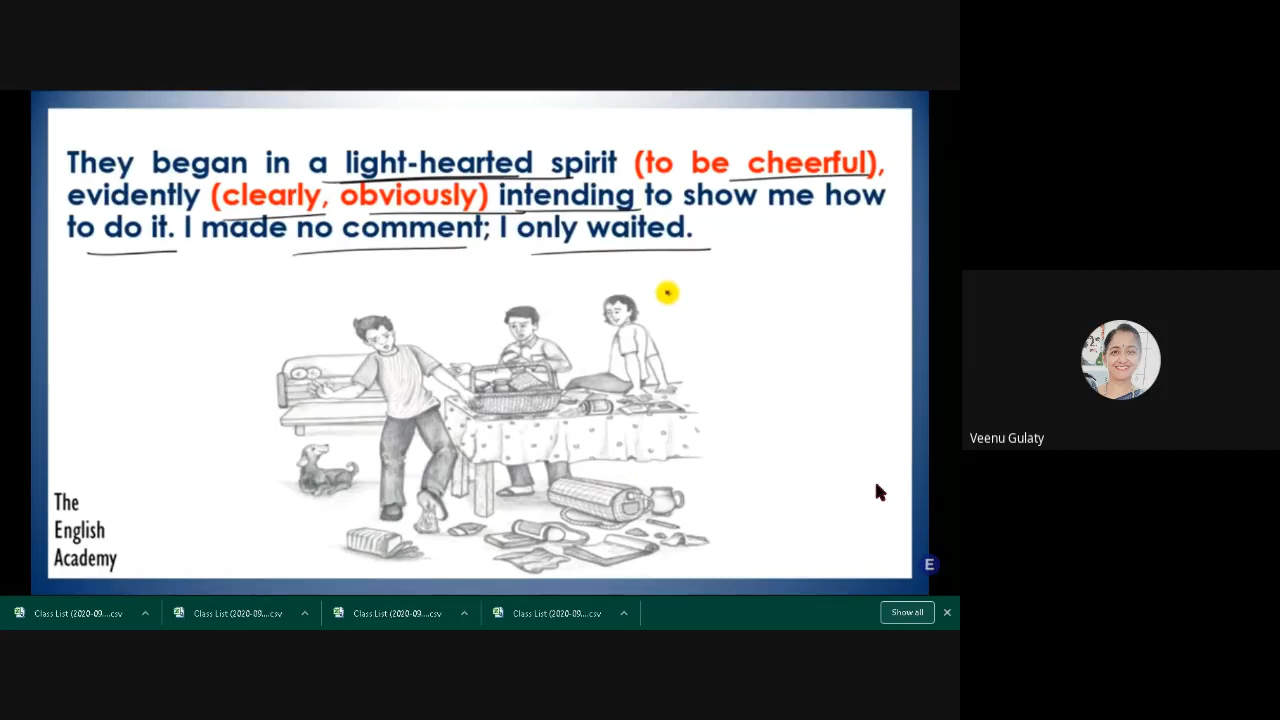 They began in a light-hearted spirit (to be cheerful),
evidently (clearly, obviously) intending to show me how
to do it. I made no comment; I only waited.
Veenu Gulaty
The
English
Academy
E
Class List (2020-09....csv
Class List (2020-09....csv
Class List (2020-09....csv
Class List (2020-09....csv
Show all